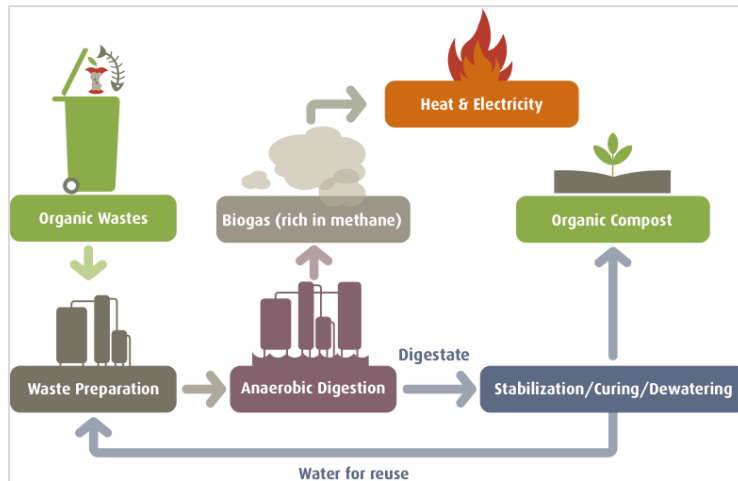 Heat & Electricity
Organic Wastes
Biogas (rich in methane)
Organic Compost
Digestate
Waste Preparation
Anaerobic Digestion
Stabilization/Curing/Dewatering
Water for reuse